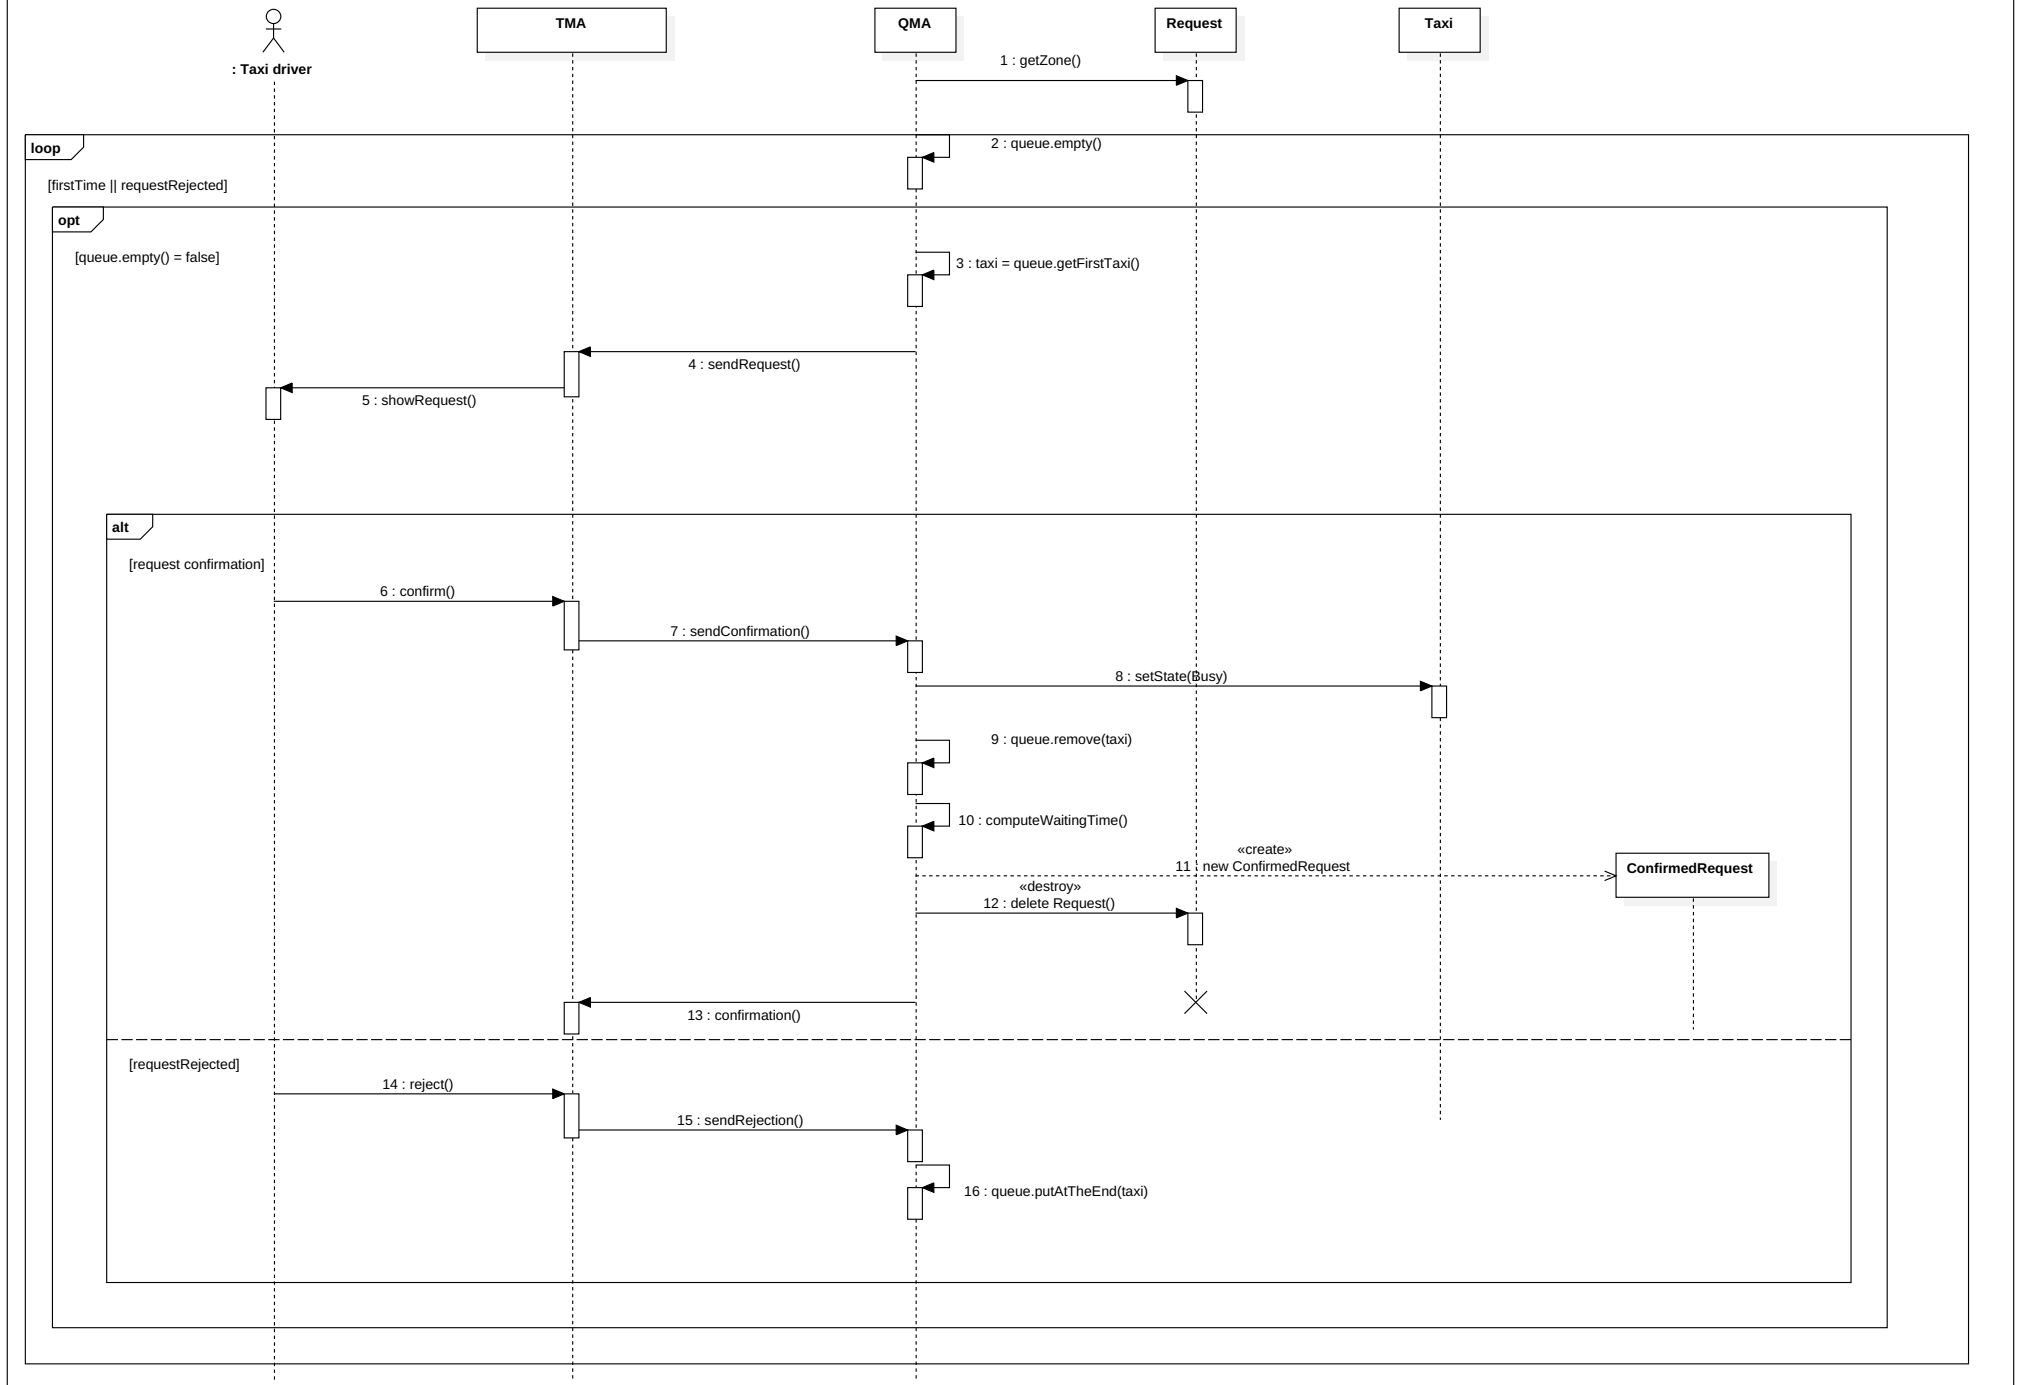 TMA
QMA
Request
Taxi
: Taxi driver
1 : getZone()
loop
2 : queue.empty()
[firstTime || requestRejected]
opt
[queue.empty() = false]
3 : taxi = queue.getFirstTaxi()
4 : sendRequest()
5 : showRequest()
alt
[request confirmation]
6 : confirm()
7 : sendConfirmation()
8 : setState(Busy)
9 : queue.remove(taxi)
10 : computeWaitingTime()
«create»
11 : new ConfirmedRequest
ConfirmedRequest
«destroy»
12 : delete Request()
13 : confirmation()
[requestRejected]
14 : reject()
15 : sendRejection()
16 : queue.putAtTheEnd(taxi)